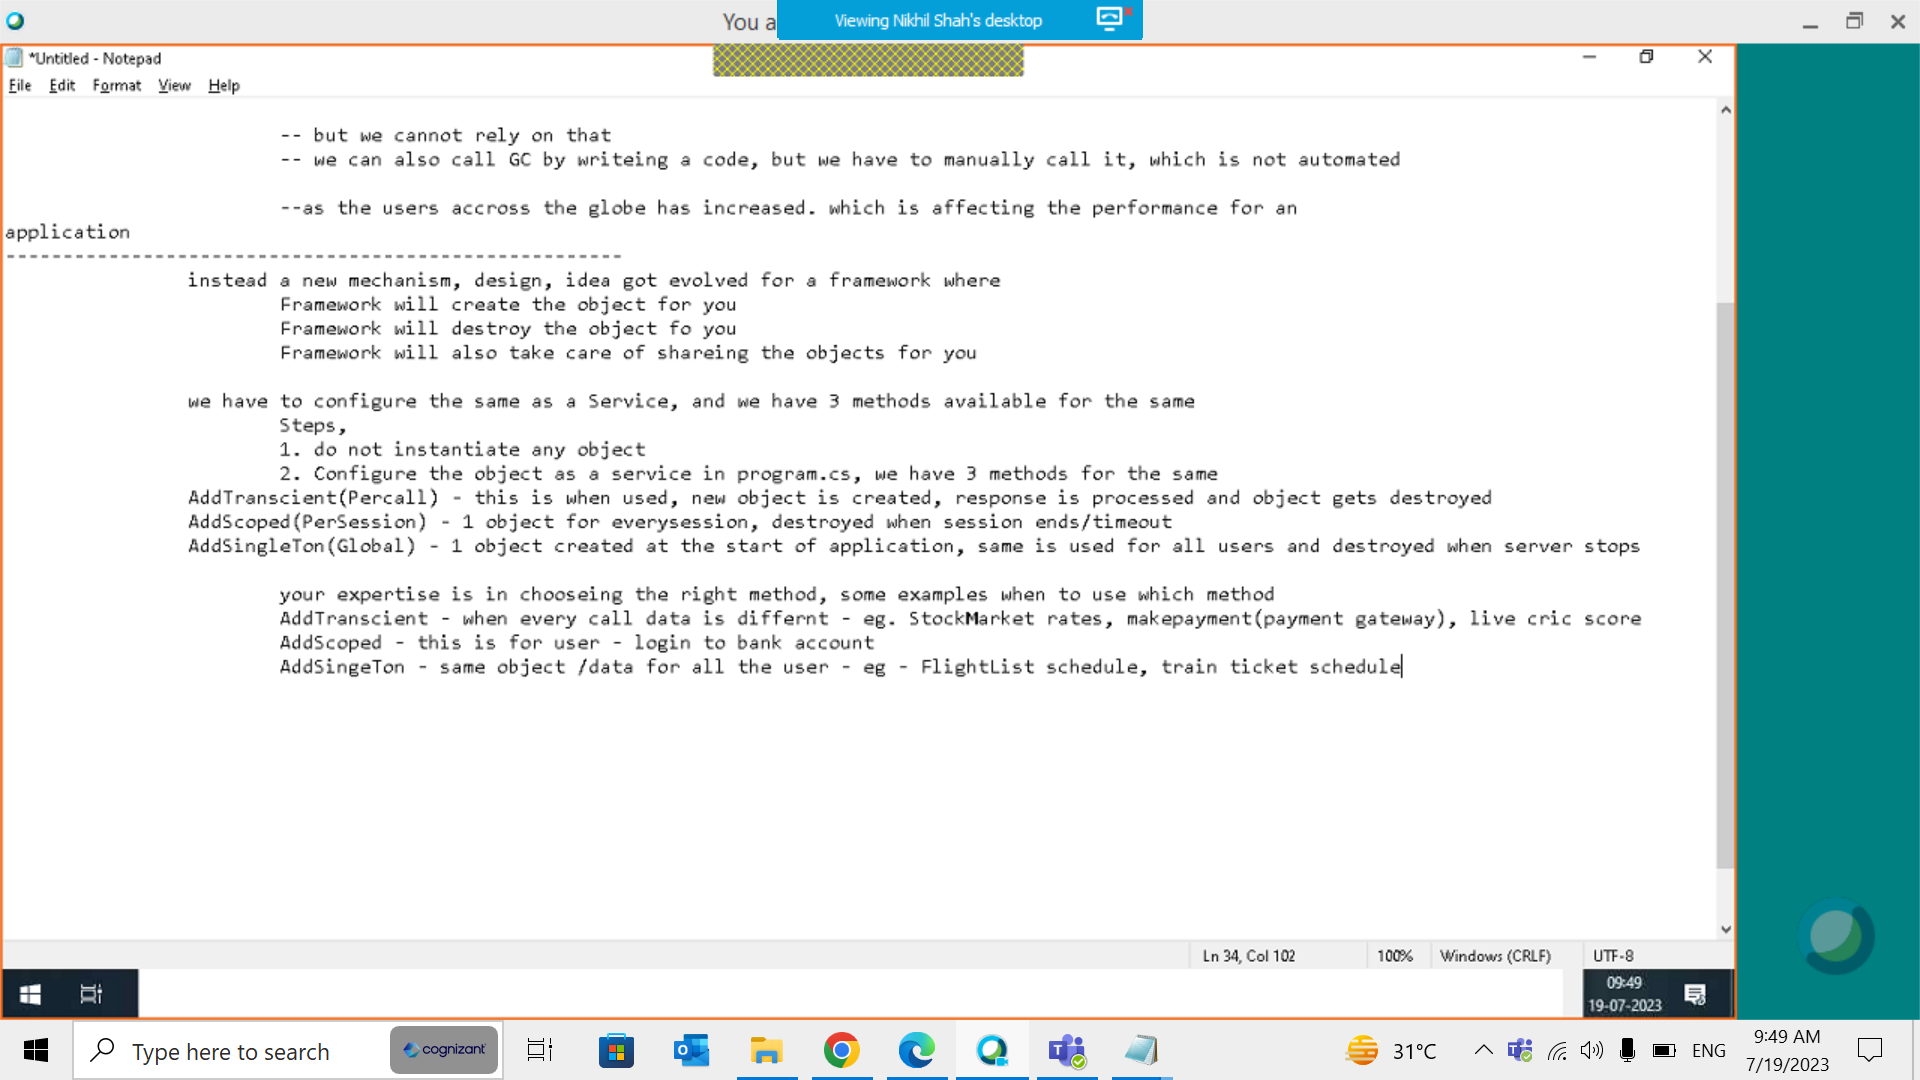 You a
Viewing Nikhil Shah's desktop
*Untitled - Notepad
File Edit Format View Help
-- but we cannot rely on that
-- we can also call GC by writeing a code, but we have to manually call it, which is not automated
--as the users accross the globe has increased. which is affecting the performance for an
application
------------------------------------------------------
instead a new mechanism, design, idea got evolved for a framework where
Framework will create the object for you
Framework will destroy the object fo you
Framework will also take care of shareing the objects for you
we have to configure the same as a Service, and we have 3 methods available for the same
Steps,
1. do not instantiate any object
2. Configure the object as a service in program.cs, we have 3 methods for the same
AddTranscient(Percall) - this is when used, new object is created, response is processed and object gets destroyed
AddScoped(PerSession) - 1 object for everysession, destroyed when session ends/timeout
AddSingleTon(Global) - 1 object created at the start of application, same is used for all users and destroyed when server stops
your expertise is in chooseing the right method, some examples when to use which method
AddTranscient - when every call data is differnt - eg. StockMarket rates, makepayment(payment gateway), live cric score
AddScoped - this is for user - login to bank account
AddSingeTon - same object /data for all the user - eg - FlightList schedule, train ticket schedule
Ln 34, Col 102 100% Windows (CRLF) UTF-8
09:49
19-07-2023
Type here to search
cognizant
31°C
ENG
9:49 AM
7/19/2023